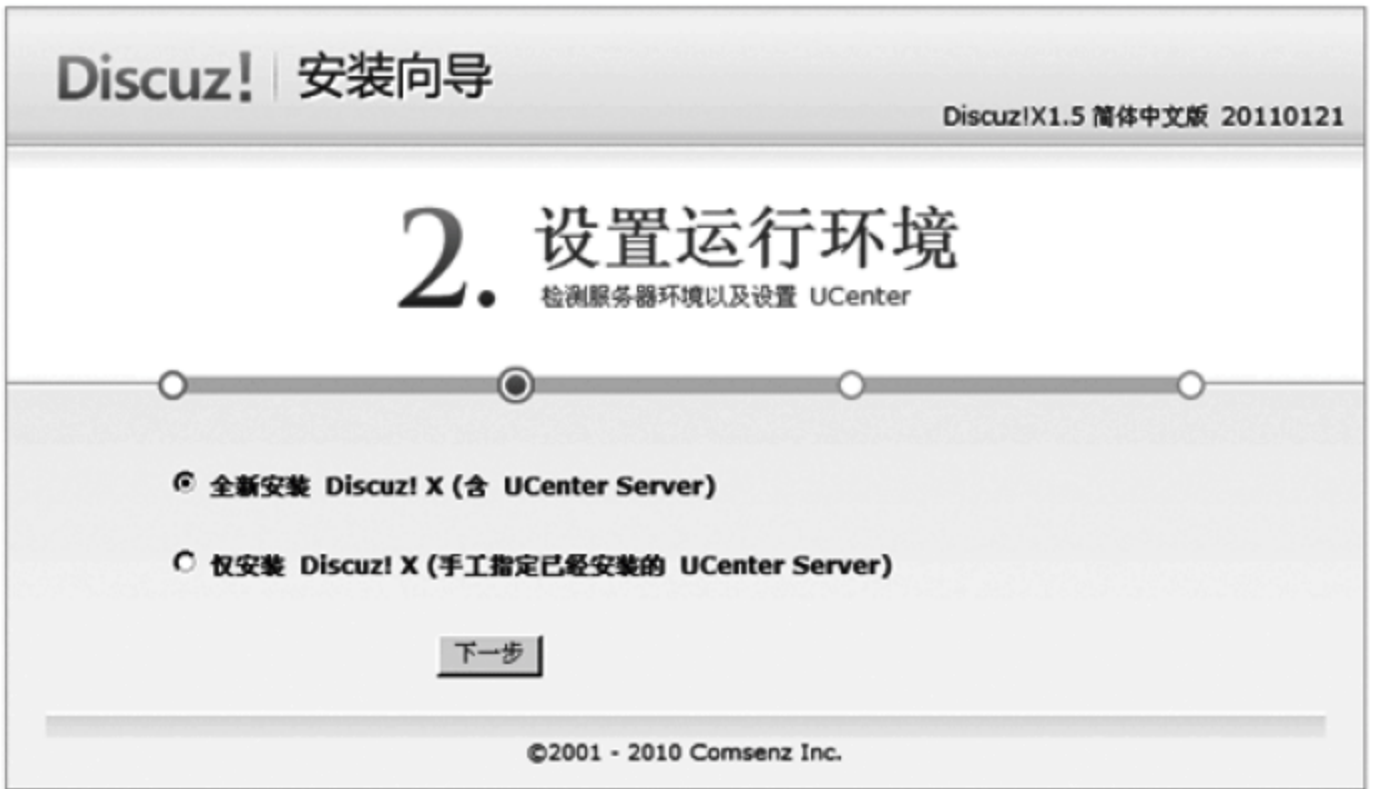 Discuz! 安装向导
Discuz!X1.5 简体中文版 20110121
2. 设置运行环境
检测服务器环境以及设置 UCenter
全新安装 Discuz! X (含 UCenter Server)
仅安装 Discuz! X (手工指定已经安装的 UCenter Server)
下一步
©2001 - 2010 Comsenz Inc.